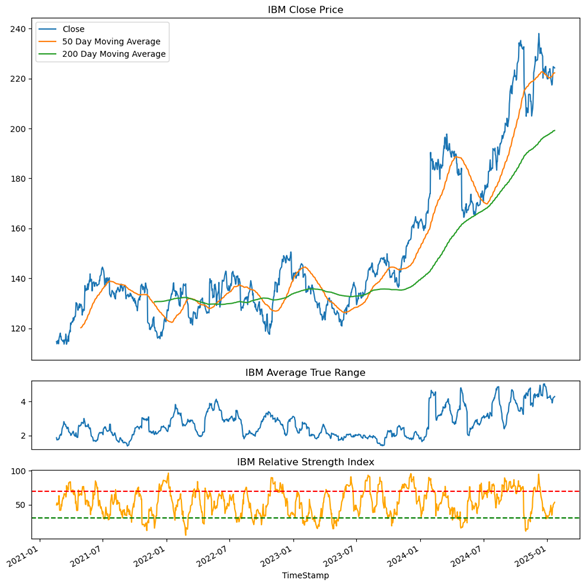 IBM Close Price
Close
50 Day Moving Average
200 Day Moving Average
240
220
200
180
160
140
120
IBM Average True Range
4
2
IBM Relative Strength Index
100
50
2021-01
2021-07
2022-01
2022-07
2023-01
2023-07
2024-01
2024-07
2025-01
TimeStamp